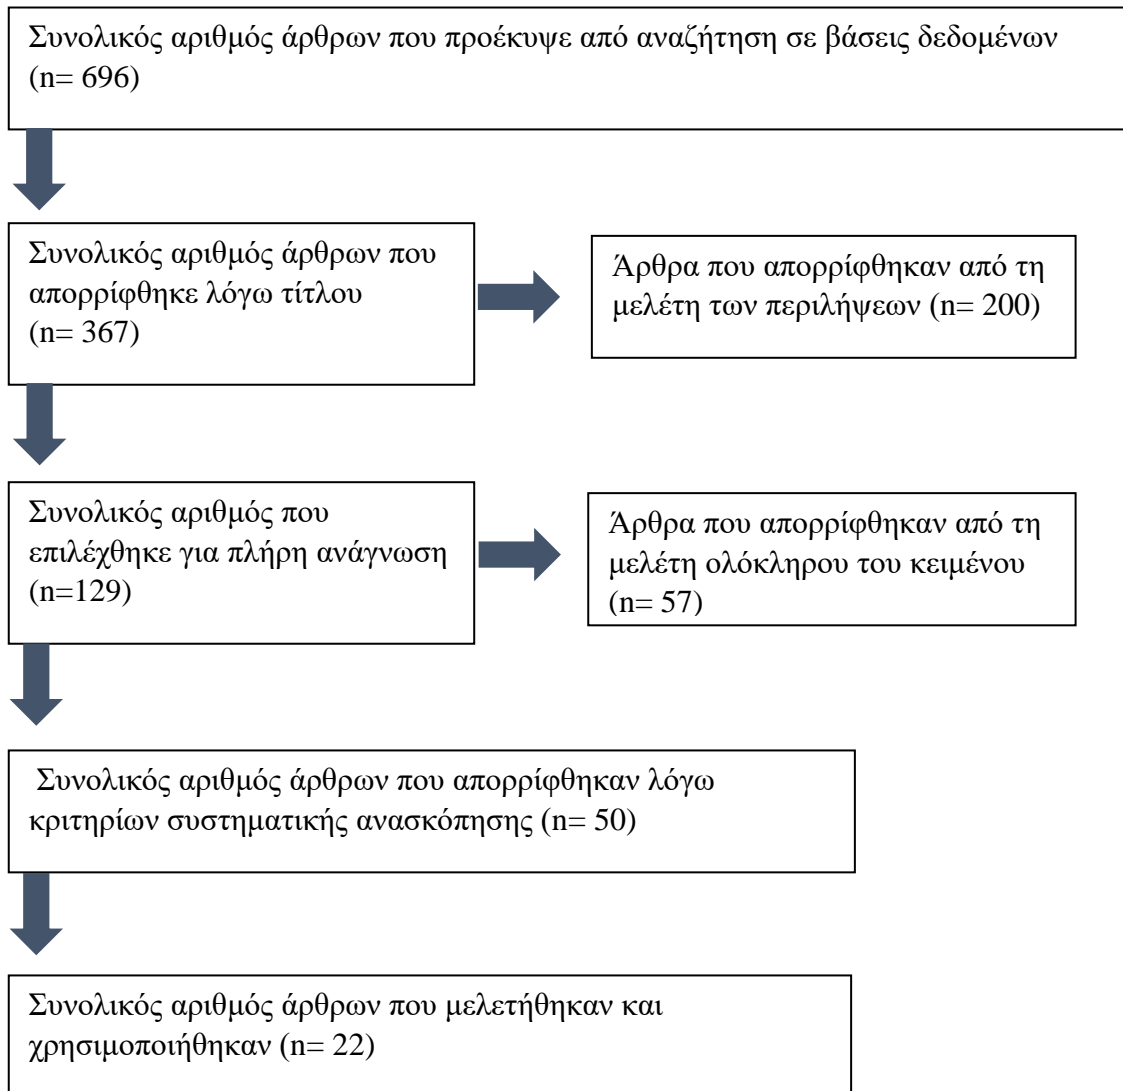 Συνολικός αριθμός άρθρων που προέκυψε από αναζήτηση σε βάσεις δεδομένων
(n= 696)
Συνολικός αριθμός άρθρων που
απορρίφθηκε λόγω τίτλου
(n= 367)
Άρθρα που απορρίφθηκαν από τη
μελέτη των περιλήψεων (n= 200)
Συνολικός αριθμός που
επιλέχθηκε για πλήρη ανάγνωση
(n=129)
Άρθρα που απορρίφθηκαν από τη
μελέτη ολόκληρου του κειμένου
(n= 57)
Συνολικός αριθμός άρθρων που απορρίφθηκαν λόγω
κριτηρίων συστηματικής ανασκόπησης (n= 50)
Συνολικός αριθμός άρθρων που μελετήθηκαν και
χρησιμοποιήθηκαν (n= 22)